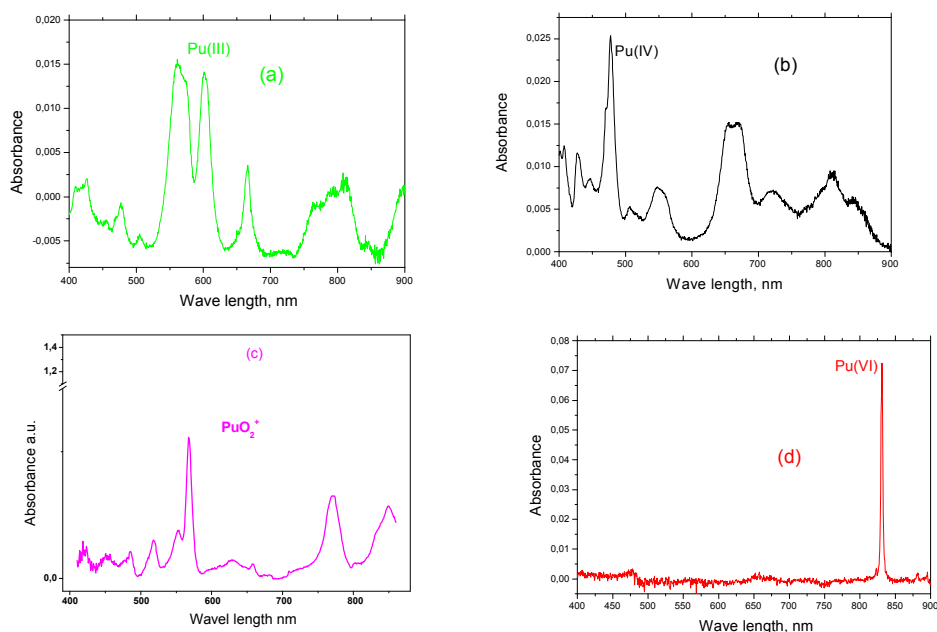 0,020
0,015
0,010
0,005
0,000
-0,005
Absorbance
Pu(III)
(a)
400 500 600 700 800 900
Wave length, nm
0,025
0,020
0,015
0,010
0,005
0,000
Absorbance
Pu(IV)
(b)
400 500 600 700 800 900
Wave length, nm
1,4
1,2
0,0
Absorbance a.u.
(c)
PuO₂⁺
400 500 600 700 800
Wavel length nm
0,08
0,07
0,06
0,05
0,04
0,03
0,02
0,01
0,00
Absorbance
Pu(VI)
(d)
400 450 500 550 600 650 700 750 800 850 900
Wave length, nm